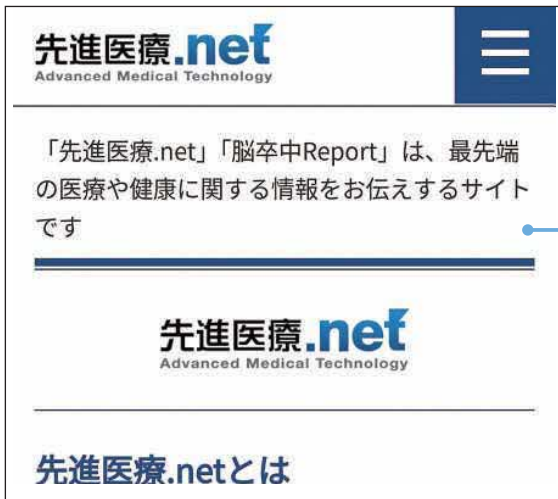 先進医療.net
Advanced Medical Technology
「先進医療.net」「脳卒中Report」は、最先端
の医療や健康に関する情報をお伝えするサイト
です
先進医療.net
Advanced Medical Technology
先進医療.netとは